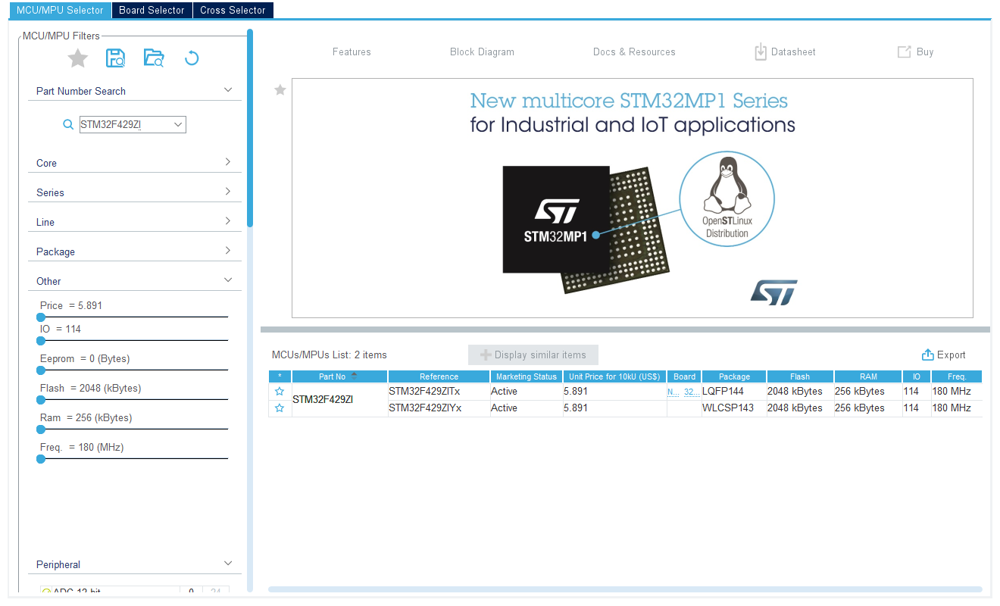 MCU/MPU Selector Board Selector Cross Selector
MCU/MPU Filters
Part Number Search
STM32F429ZI
Core
Series
Line
Package
Other
Price = 5.891
IO = 114
Eeprom = 0 (Bytes)
Flash = 2048 (kBytes)
Ram = 256 (kBytes)
Freq. = 180 (MHz)
Peripheral
ADC 12-bit 0 24
Features Block Diagram Docs & Resources Datasheet Buy
New multicore STM32MP1 Series
for Industrial and IoT applications
ST
STM32MP1
OpenSTLinux
Distribution
ST
MCUs/MPUs List: 2 items Display similar items Export
* Part No Reference Marketing Status Unit Price for 10kU (US$) Board Package Flash RAM IO Freq.
STM32F429ZI STM32F429ZITx Active 5.891 N... 32... LQFP144 2048 kBytes 256 kBytes 114 180 MHz
STM32F429ZIYx Active 5.891 WLCSP143 2048 kBytes 256 kBytes 114 180 MHz